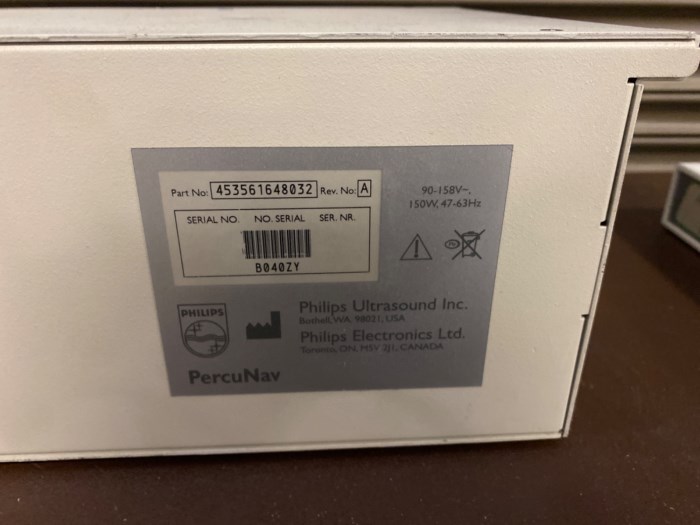 Part No: 453561648032 Rev. No: A
SERIAL NO. NO. SERIAL SER. NR.
B040ZY
90-158V~,
150W, 47-63Hz
PHILIPS
Philips Ultrasound Inc.
Bothell, WA, 98021, USA
Philips Electronics Ltd.
Toronto, ON, M5V 2J1, CANADA
PercuNav